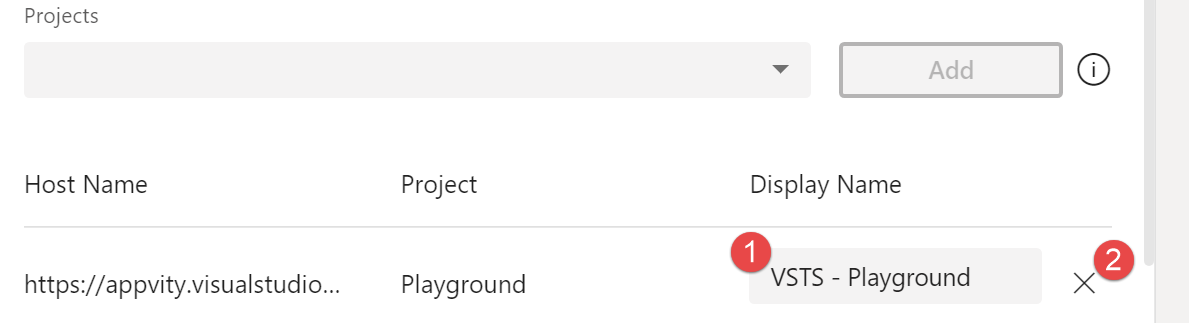 Projects
Add i
Host Name Project Display Name
1 2
https://appvity.visualstudio... Playground VSTS - Playground